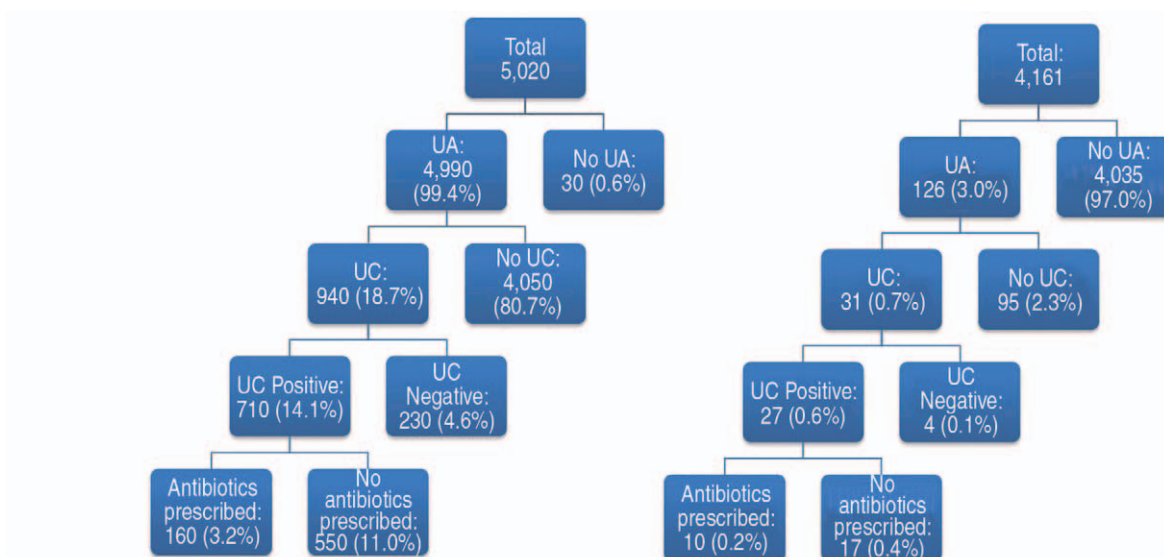 Total
5,020
UA:
4,990
(99.4%)
No UA:
30 (0.6%)
UC:
940 (18.7%)
No UC:
4,050
(80.7%)
UC Positive:
710 (14.1%)
UC
Negative:
230 (4.6%)
Antibiotics
prescribed:
160 (3.2%)
No
antibiotics
prescribed:
550 (11.0%)
Total:
4,161
UA:
126 (3.0%)
No UA:
4,035
(97.0%)
UC:
31 (0.7%)
No UC:
95 (2.3%)
UC Positive:
27 (0.6%)
UC
Negative:
4 (0.1%)
Antibiotics
prescribed:
10 (0.2%)
No
antibiotics
prescribed:
17 (0.4%)